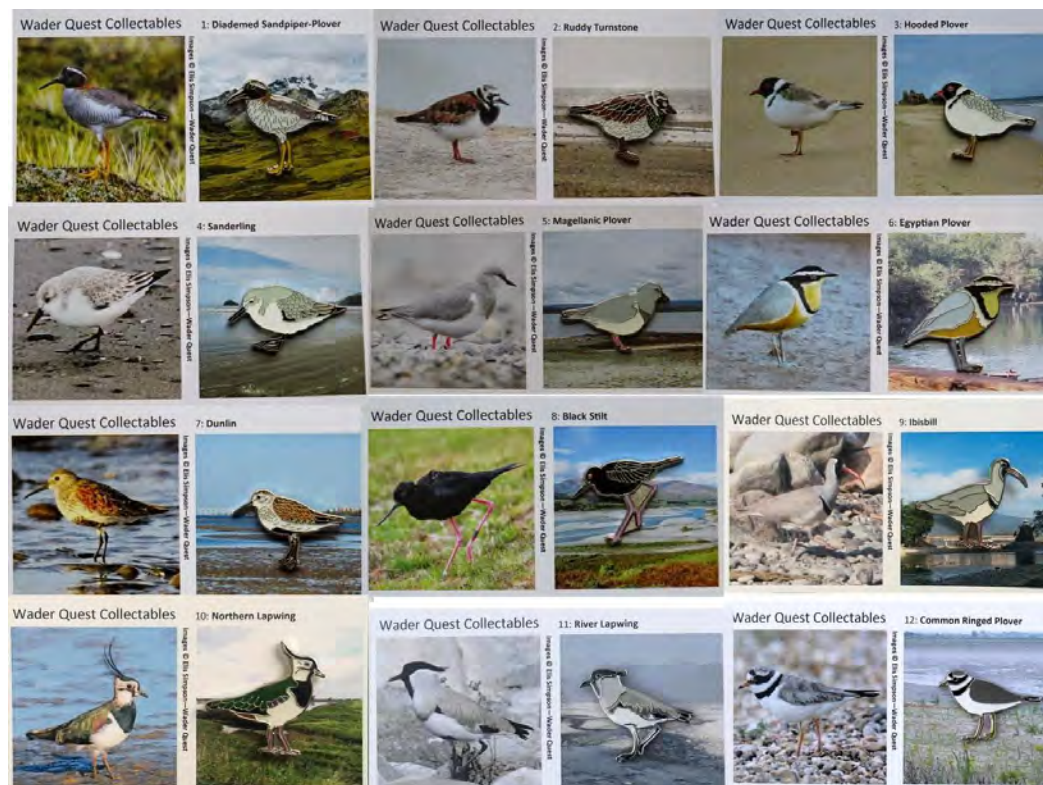 Wader Quest Collectables
1: Diademed Sandpiper-Plover
Images © Elis Simpson—Wader Quest
Wader Quest Collectables
2: Ruddy Turnstone
Images © Elis Simpson—Wader Quest
Wader Quest Collectables
3: Hooded Plover
Images © Elis Simpson—Wader Quest
Wader Quest Collectables
4: Sanderling
Images © Elis Simpson—Wader Quest
Wader Quest Collectables
5: Magellanic Plover
Images © Elis Simpson—Wader Quest
Wader Quest Collectables
6: Egyptian Plover
Images © Elis Simpson—Wader Quest
Wader Quest Collectables
7: Dunlin
Images © Elis Simpson—Wader Quest
Wader Quest Collectables
8: Black Stilt
Images © Elis Simpson—Wader Quest
Wader Quest Collectables
9: Ibisbill
Images © Elis Simpson—Wader Quest
Wader Quest Collectables
10: Northern Lapwing
Images © Elis Simpson—Wader Quest
Wader Quest Collectables
11: River Lapwing
Images © Elis Simpson—Wader Quest
Wader Quest Collectables
12: Common Ringed Plover
Images © Elis Simpson—Wader Quest